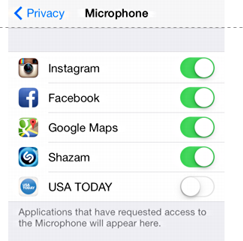 Privacy Microphone
Instagram
Facebook
Google Maps
Shazam
USA TODAY
Applications that have requested access to
the Microphone will appear here.